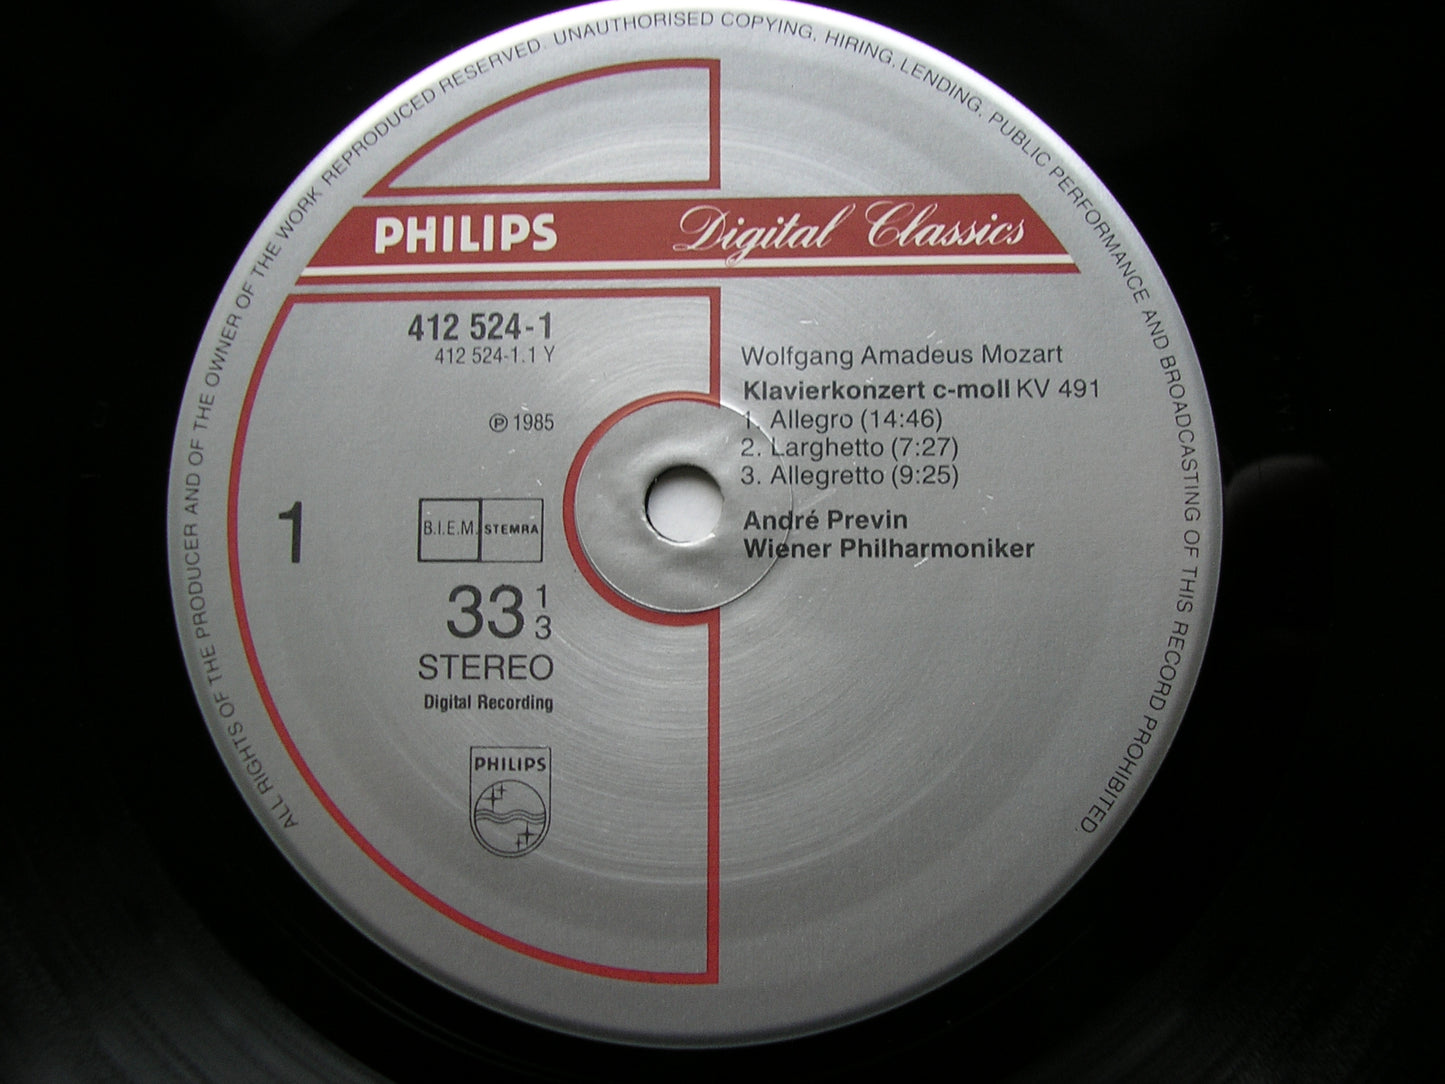 ALL RIGHTS OF THE PRODUCER AND OF THE OWNER OF THE WORK REPRODUCED RESERVED. UNAUTHORISED COPYING, HIRING, LENDING, PUBLIC PERFORMANCE AND BROADCASTING OF THIS RECORD PROHIBITED.
PHILIPS Digital Classics
412 524-1
412 524-1.1 Y
℗ 1985
1
B.I.E.M. STEMRA
33 1/3
STEREO
Digital Recording
PHILIPS
Wolfgang Amadeus Mozart
Klavierkonzert c-moll KV 491
1. Allegro (14:46)
2. Larghetto (7:27)
3. Allegretto (9:25)
André Previn
Wiener Philharmoniker